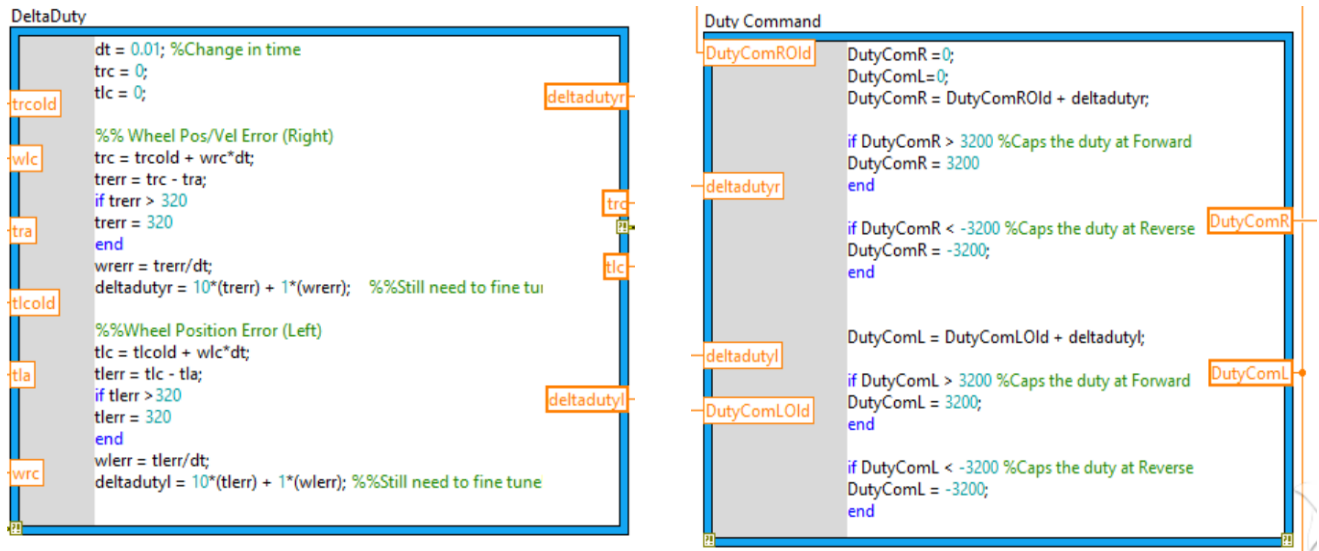 DeltaDuty
dt = 0.01; %Change in time
trc = 0;
tlc = 0;
%% Wheel Pos/Vel Error (Right)
trc = trcold + wrc*dt;
trerr = trc - tra;
if trerr > 320
trerr = 320
end
wrerr = trerr/dt;
deltadutyr = 10*(trerr) + 1*(wrerr); %%Still need to fine tu
%%Wheel Position Error (Left)
tlc = tlcold + wlc*dt;
tlerr = tlc - tla;
if tlerr >320
tlerr = 320
end
wlerr = tlerr/dt;
deltadutyl = 10*(tlerr) + 1*(wlerr); %%Still need to fine tune
trcold
wlc
tra
tlcold
tla
wrc
deltadutyr
trc
tlc
deltadutyl
Duty Command
DutyComROld
deltadutyr
deltadutyl
DutyComLOld
DutyComR =0;
DutyComL=0;
DutyComR = DutyComROld + deltadutyr;
if DutyComR > 3200 %Caps the duty at Forward
DutyComR = 3200
end
if DutyComR < -3200 %Caps the duty at Reverse
DutyComR = -3200;
end
DutyComL = DutyComLOld + deltadutyl;
if DutyComL > 3200 %Caps the duty at Forward
DutyComL = 3200;
end
if DutyComL < -3200 %Caps the duty at Reverse
DutyComL = -3200;
end
DutyComR
DutyComL